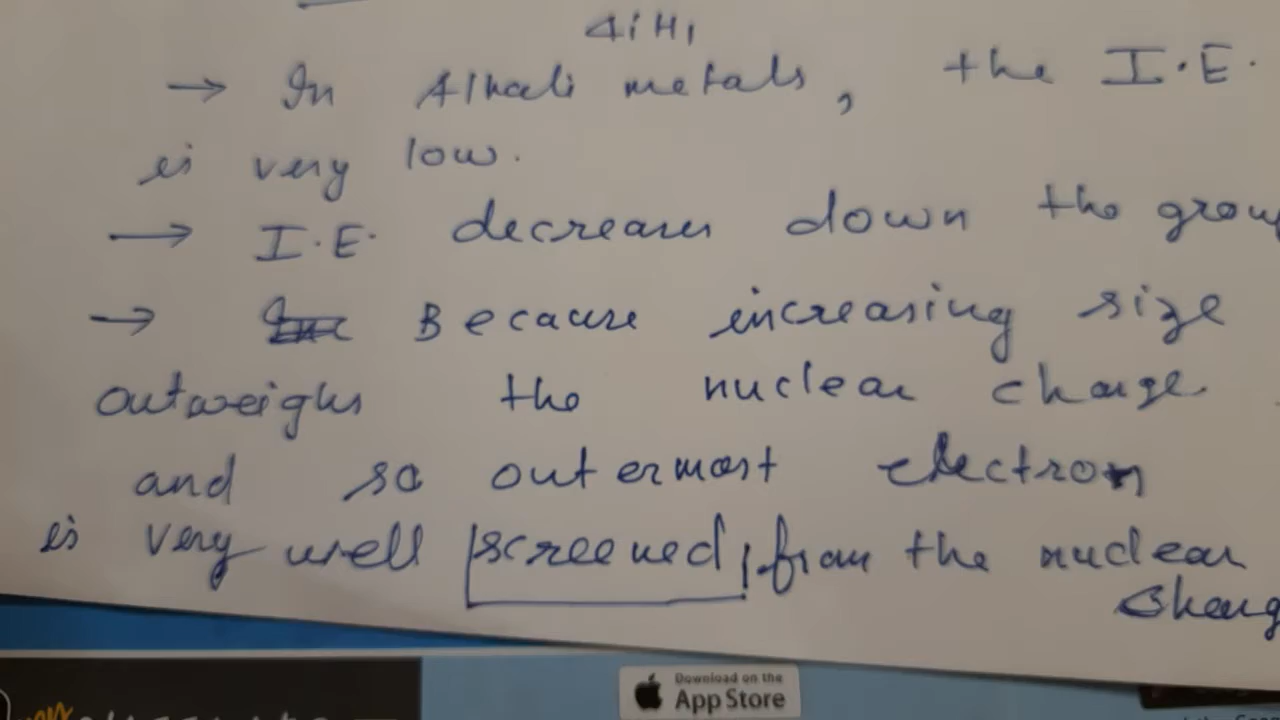 → In Alkali metals, the I.E.
is very low.
→ I.E. decreases down the grou
→ Because increasing size
outweighs the nuclear charge.
and so outermost electron
is very well screened, from the nuclear
charg
Download on the
App Store